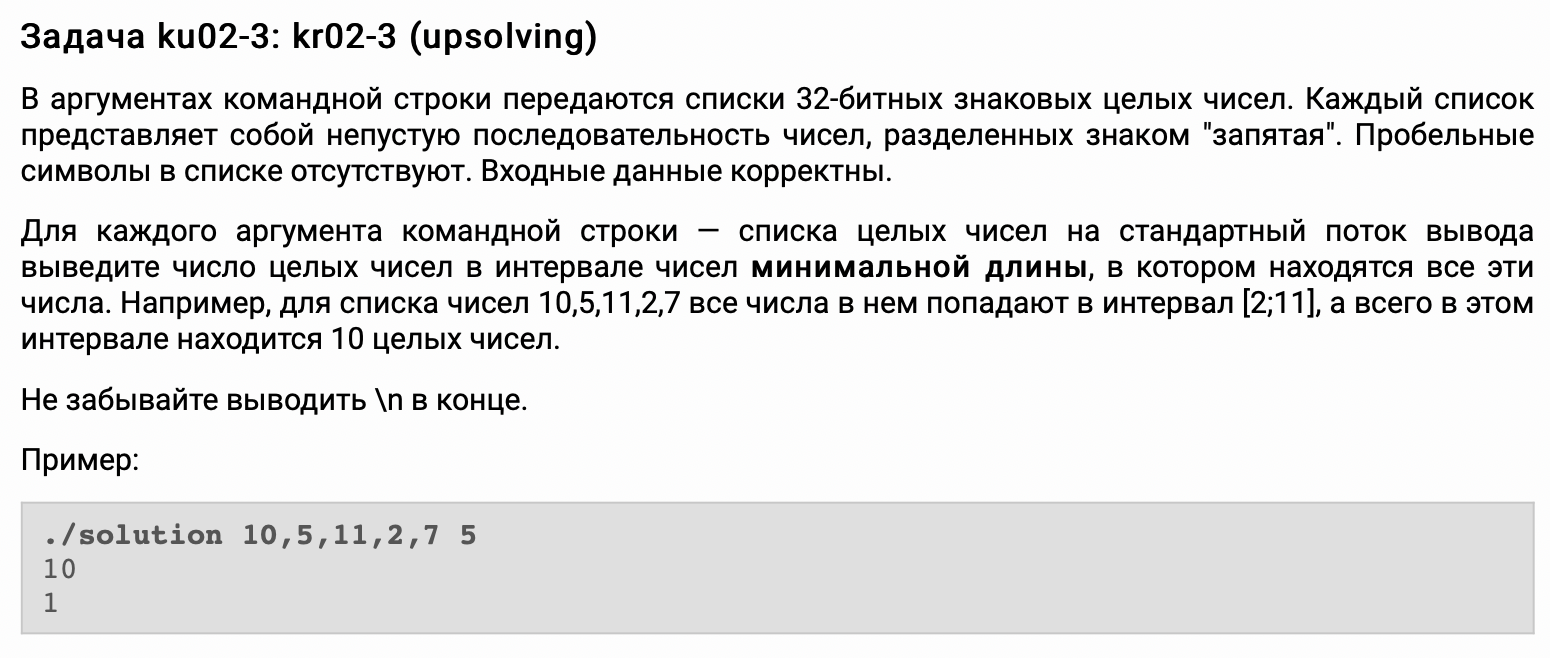 Задача ku02-3: kr02-3 (upsolving)
В аргументах командной строки передаются списки 32-битных знаковых целых чисел. Каждый список
представляет собой непустую последовательность чисел, разделенных знаком "запятая". Пробельные
символы в списке отсутствуют. Входные данные корректны.
Для каждого аргумента командной строки — списка целых чисел на стандартный поток вывода
выведите число целых чисел в интервале чисел минимальной длины, в котором находятся все эти
числа. Например, для списка чисел 10,5,11,2,7 все числа в нем попадают в интервал [2;11], а всего в этом
интервале находится 10 целых чисел.
Не забывайте выводить \n в конце.
Пример:
./solution 10,5,11,2,7 5
10
1